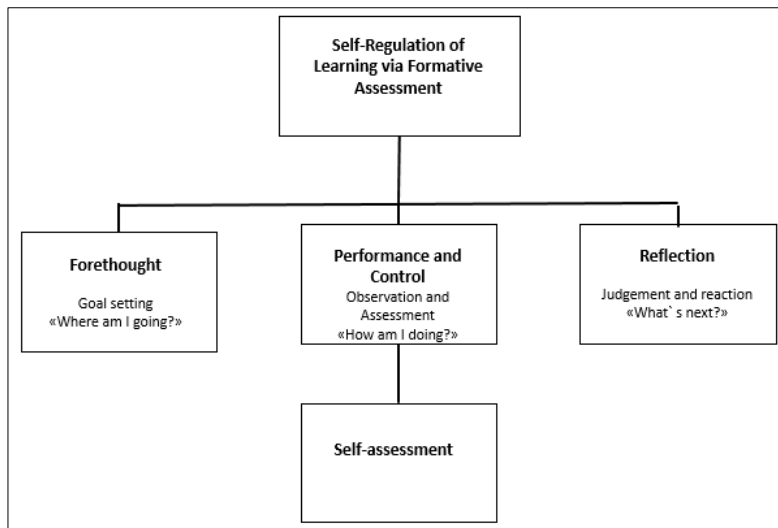 Self-Regulation of
Learning via Formative
Assessment
Forethought
Goal setting
«Where am I going?»
Performance and
Control
Observation and
Assessment
«How am I doing?»
Reflection
Judgement and reaction
«What`s next?»
Self-assessment